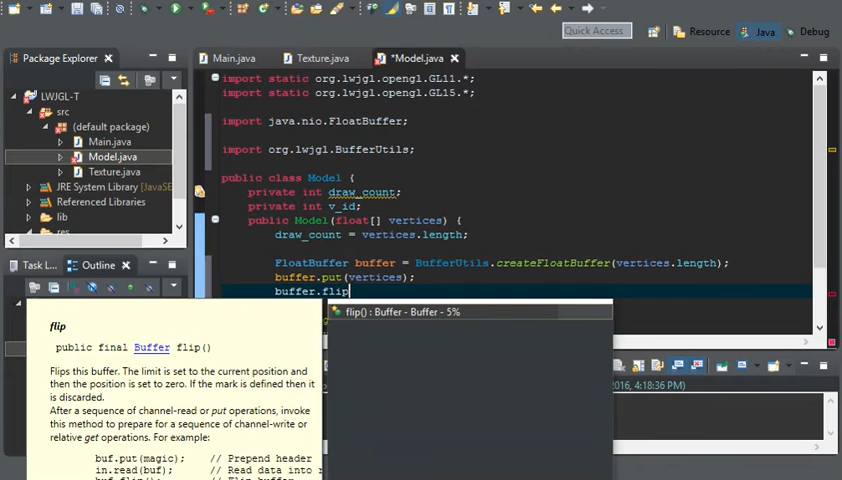 Quick Access
Resource
Java
Debug
Package Explorer
Main.java
Texture.java
*Model.java
LWJGL-T
src
(default package)
Main.java
Model.java
Texture.java
JRE System Library [JavaSE
Referenced Libraries
lib
res
import static org.lwjgl.opengl.GL11.*;
import static org.lwjgl.opengl.GL15.*;
import java.nio.FloatBuffer;
import org.lwjgl.BufferUtils;
public class Model {
private int draw_count;
private int v_id;
public Model(float[] vertices) {
draw_count = vertices.length;
FloatBuffer buffer = BufferUtils.createFloatBuffer(vertices.length);
buffer.put(vertices);
buffer.flip
Task L
Outline
flip() : Buffer - Buffer - 5%
flip
public final Buffer flip()
Flips this buffer. The limit is set to the current position and
then the position is set to zero. If the mark is defined then it
is discarded.
After a sequence of channel-read or put operations, invoke
this method to prepare for a sequence of channel-write or
relative get operations. For example:
buf.put(magic); // Prepend header
in.read(buf); // Read data into
2016, 4:18:36 PM)